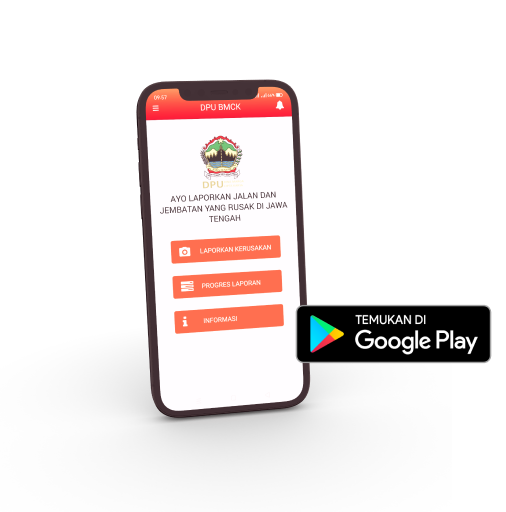 09:57
DPU BMCK
DPU
AYO LAPORKAN JALAN DAN
JEMBATAN YANG RUSAK DI JAWA
TENGAH
LAPORKAN KERUSAKAN
PROGRES LAPORAN
INFORMASI
TEMUKAN DI
Google Play